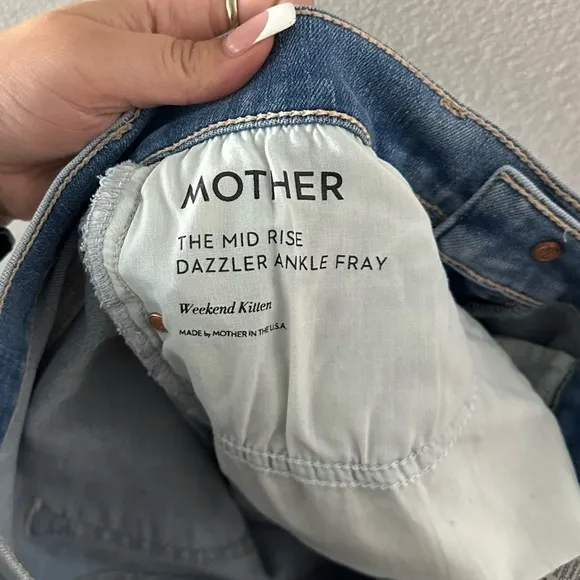 MOTHER
THE MID RISE
DAZZLER ANKLE FRAY
Weekend Kitten
MADE by MOTHER IN THE U.S.A.